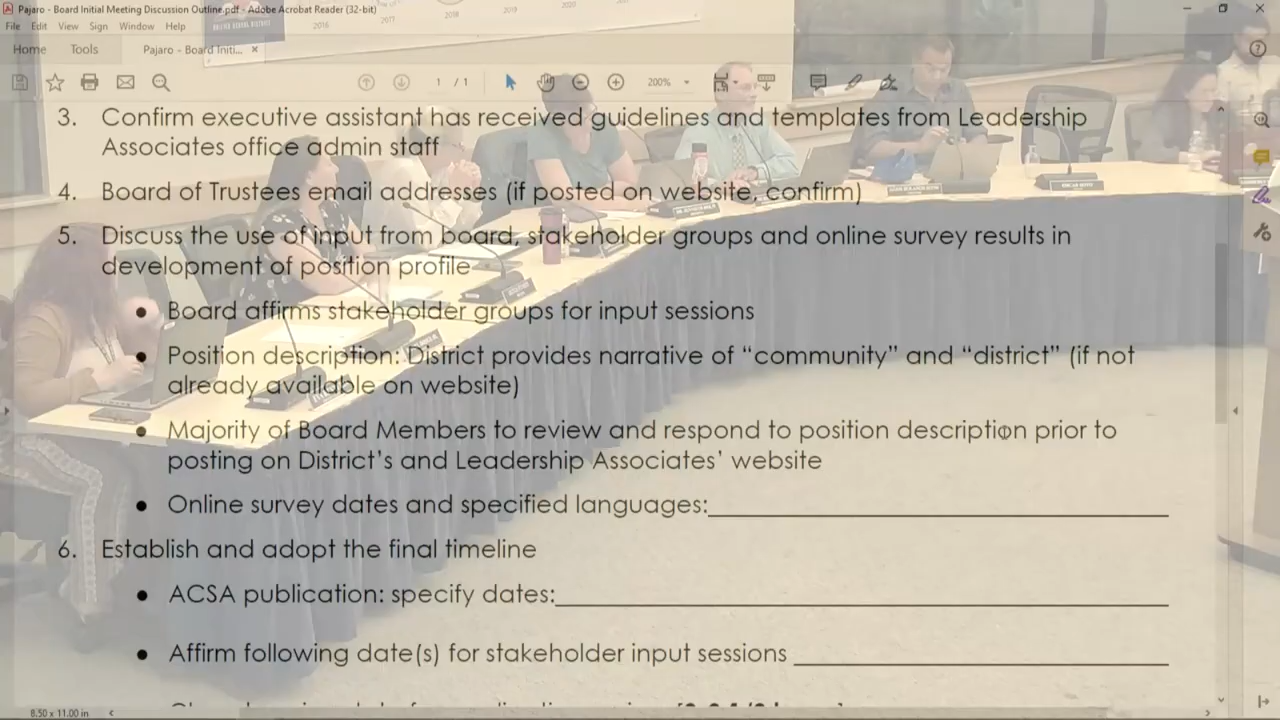 Pajaro - Board Initial Meeting Discussion Outline.pdf - Adobe Acrobat Reader (32-bit)
File Edit View Sign Window Help
2016 2017 2018 2019 2020
Home Tools Pajaro - Board Initi... ×
1 / 1 200%
3. Confirm executive assistant has received guidelines and templates from Leadership
Associates office admin staff
4. Board of Trustees email addresses (if posted on website, confirm)
5. Discuss the use of input from board, stakeholder groups and online survey results in
development of position profile
• Board affirms stakeholder groups for input sessions
• Position description: District provides narrative of “community” and “district” (if not
already available on website)
• Majority of Board Members to review and respond to position description prior to
posting on District’s and Leadership Associates’ website
• Online survey dates and specified languages:
6. Establish and adopt the final timeline
• ACSA publication: specify dates:
• Affirm following date(s) for stakeholder input sessions
8.50 x 11.00 in